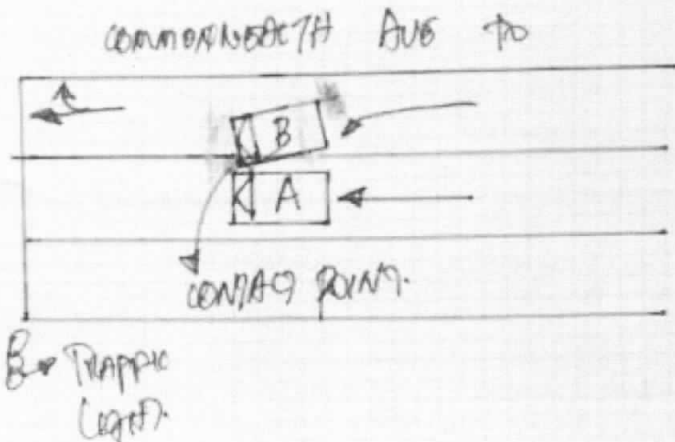 COMMONWEALTH AVE TO
B
A
CONTACT POINT.
TRAFFIC
LIGHT.